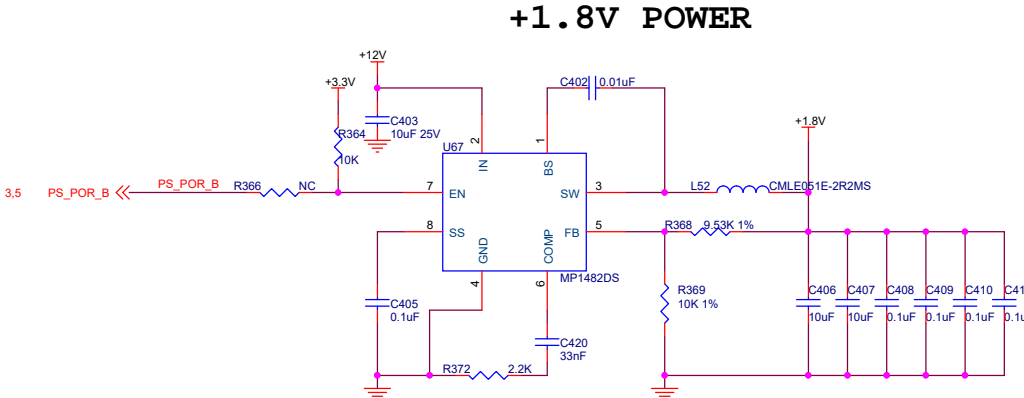 +1.8V POWER
+12V
+3.3V
C402
0.01uF
C403
10uF 25V
R364
10K
U67
2
IN
1
BS
+1.8V
3,5
PS_POR_B
PS_POR_B
R366
NC
7
EN
SW
3
L52
CMLE051E-2R2MS
8
SS
GND
COMP
FB
5
R368
9.53K 1%
4
6
MP1482DS
C405
0.1uF
R369
10K 1%
C406
10uF
C407
10uF
C408
0.1uF
C409
0.1uF
C410
0.1uF
C41
0.1u
C420
33nF
R372
2.2K